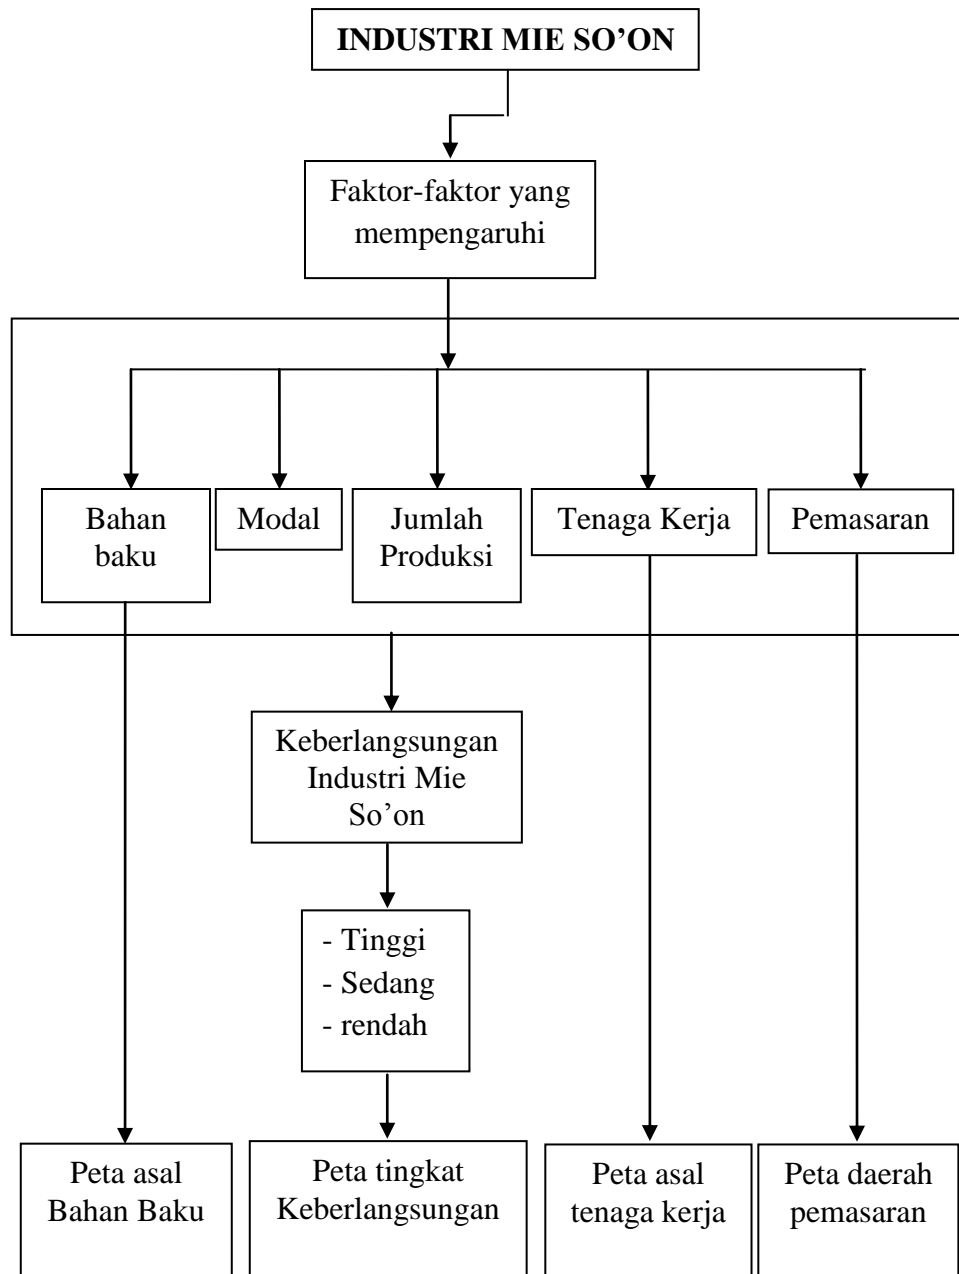 INDUSTRI MIE SO’ON
Faktor-faktor yang
mempengaruhi
Bahan
baku
Modal
Jumlah
Produksi
Tenaga Kerja
Pemasaran
Keberlangsungan
Industri Mie
So’on
- Tinggi
- Sedang
- rendah
Peta asal
Bahan Baku
Peta tingkat
Keberlangsungan
Peta asal
tenaga kerja
Peta daerah
pemasaran